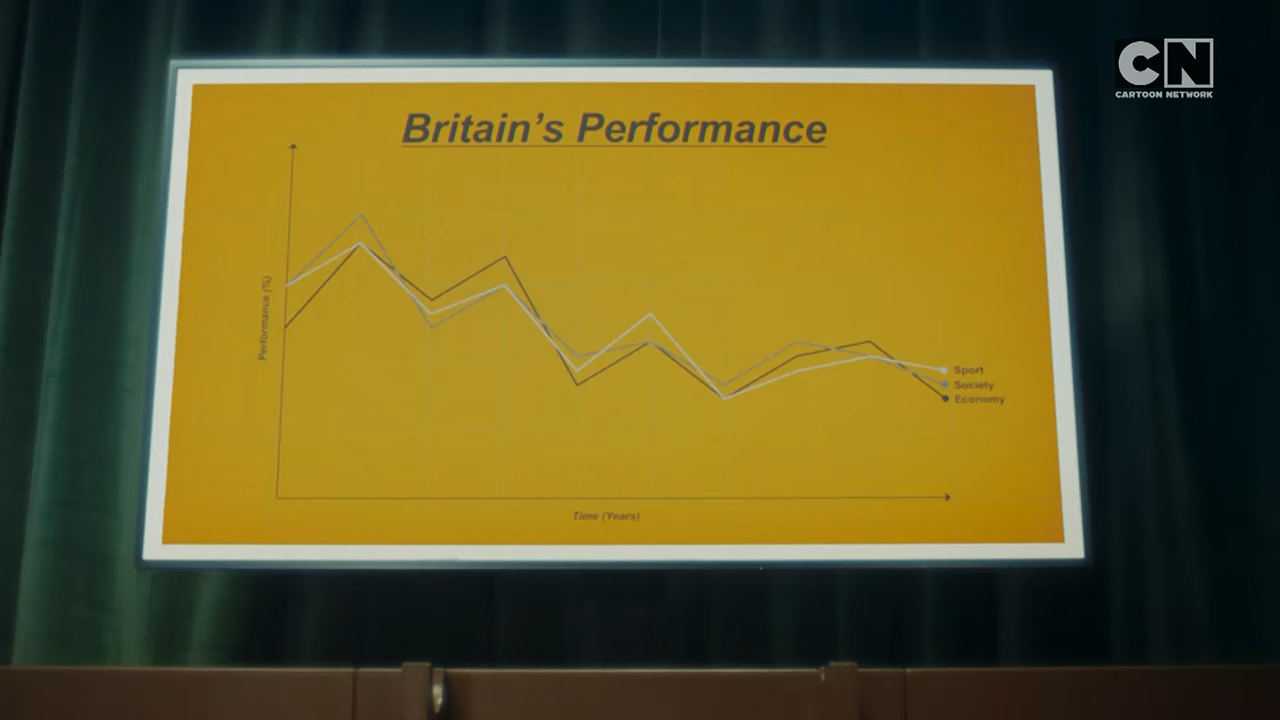 CN
CARTOON NETWORK
Britain's Performance
Performance (%)
Sport
Society
Economy
Time (Years)